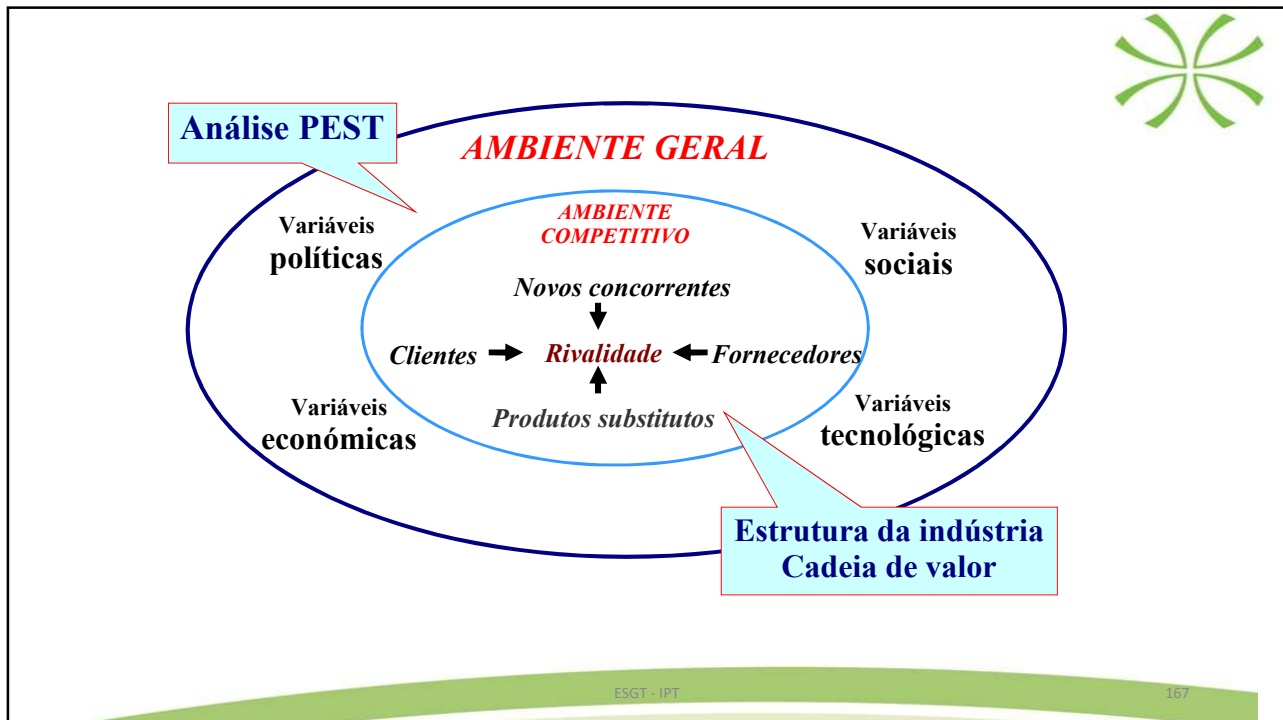 Análise PEST
AMBIENTE GERAL
AMBIENTE
COMPETITIVO
Variáveis
políticas
Variáveis
sociais
Novos concorrentes
Clientes
Rivalidade
Fornecedores
Produtos substitutos
Variáveis
económicas
Variáveis
tecnológicas
Estrutura da indústria
Cadeia de valor
ESGT - IPT
167